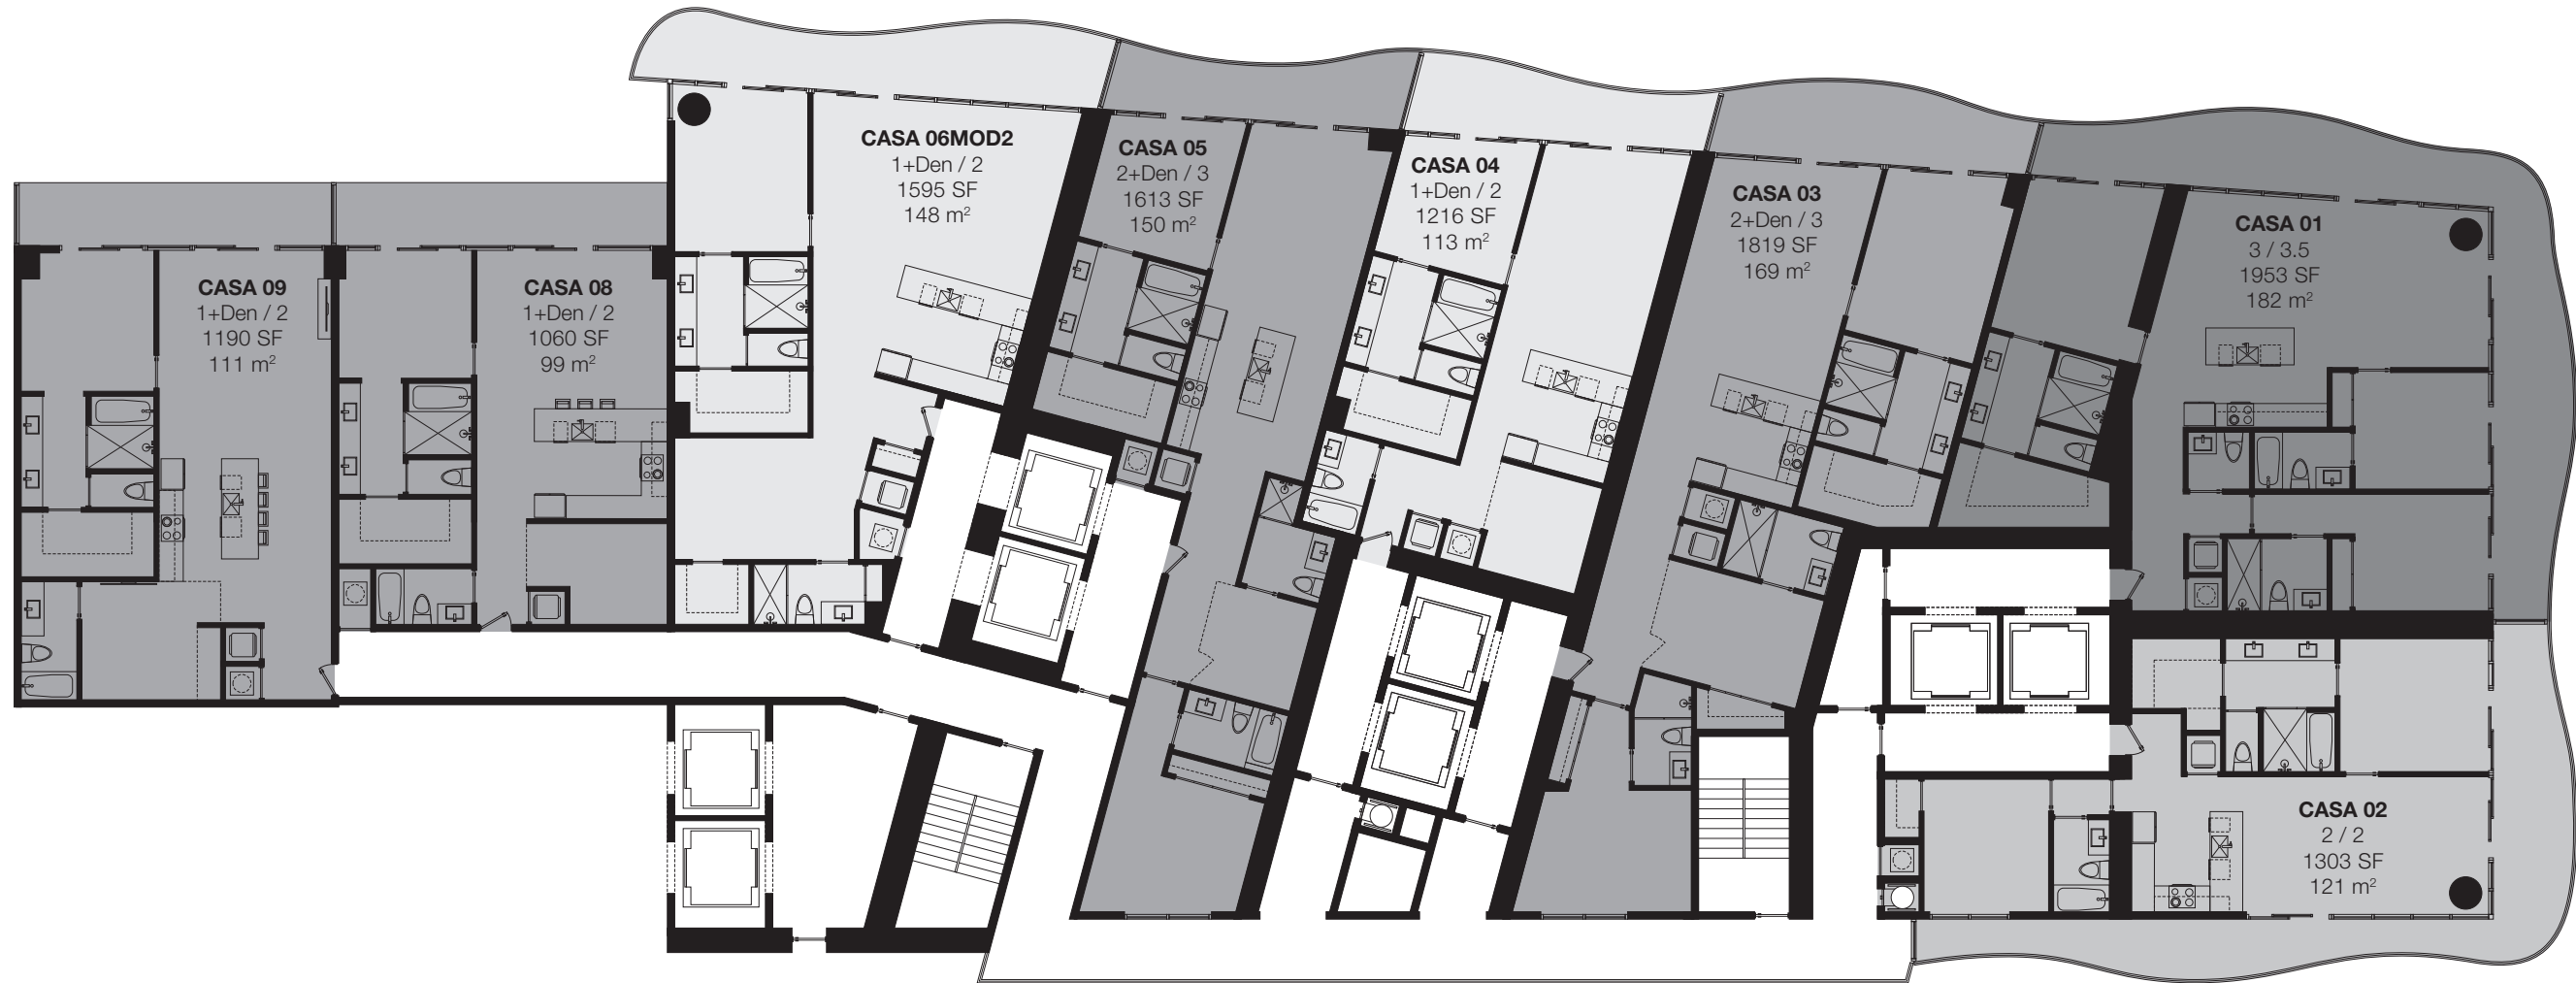 CASA 06MOD2
1+Den / 2
1595 SF
148 m²
CASA 05
2+Den / 3
1613 SF
150 m²
CASA 04
1+Den / 2
1216 SF
113 m²
CASA 03
2+Den / 3
1819 SF
169 m²
CASA 01
3 / 3.5
1953 SF
182 m²
CASA 09
1+Den / 2
1190 SF
111 m²
CASA 08
1+Den / 2
1060 SF
99 m²
CASA 02
2 / 2
1303 SF
121 m²